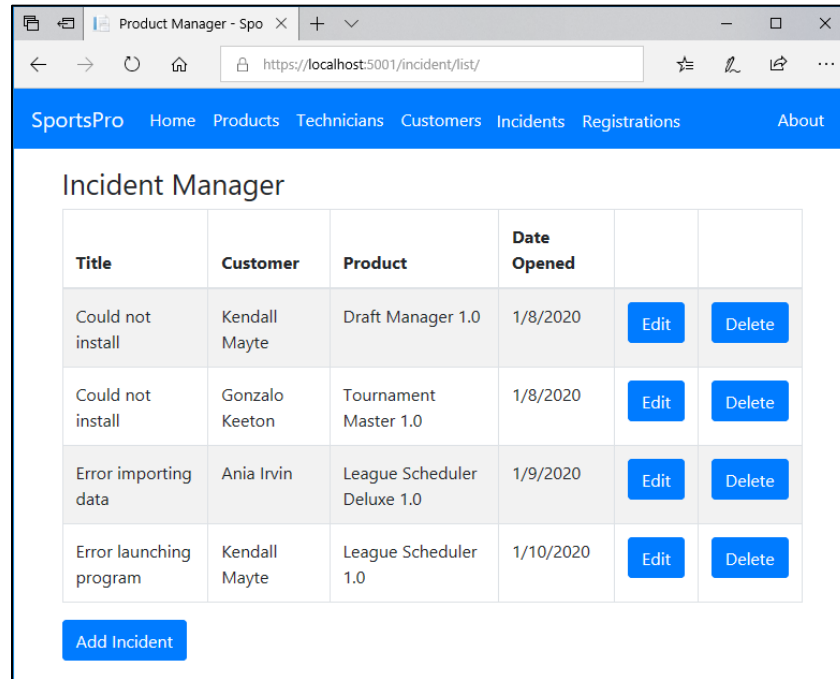 Product Manager - Spo
https://localhost:5001/incident/list/
SportsPro Home Products Technicians Customers Incidents Registrations About
Incident Manager
Title Customer Product Date Opened
Could not install Kendall Mayte Draft Manager 1.0 1/8/2020 Edit Delete
Could not install Gonzalo Keeton Tournament Master 1.0 1/8/2020 Edit Delete
Error importing data Ania Irvin League Scheduler Deluxe 1.0 1/9/2020 Edit Delete
Error launching program Kendall Mayte League Scheduler 1.0 1/10/2020 Edit Delete
Add Incident